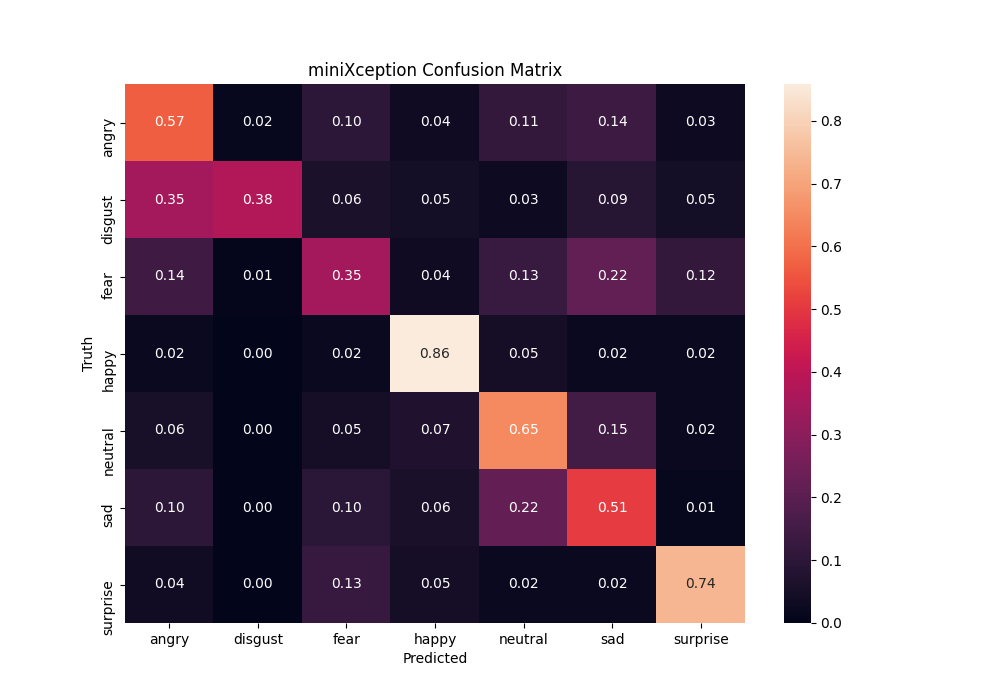 miniXception Confusion Matrix
angry 0.57 0.02 0.10 0.04 0.11 0.14 0.03
disgust 0.35 0.38 0.06 0.05 0.03 0.09 0.05
fear 0.14 0.01 0.35 0.04 0.13 0.22 0.12
happy 0.02 0.00 0.02 0.86 0.05 0.02 0.02
neutral 0.06 0.00 0.05 0.07 0.65 0.15 0.02
sad 0.10 0.00 0.10 0.06 0.22 0.51 0.01
surprise 0.04 0.00 0.13 0.05 0.02 0.02 0.74
angry disgust fear happy neutral sad surprise
Predicted
Truth
0.8
0.7
0.6
0.5
0.4
0.3
0.2
0.1
0.0